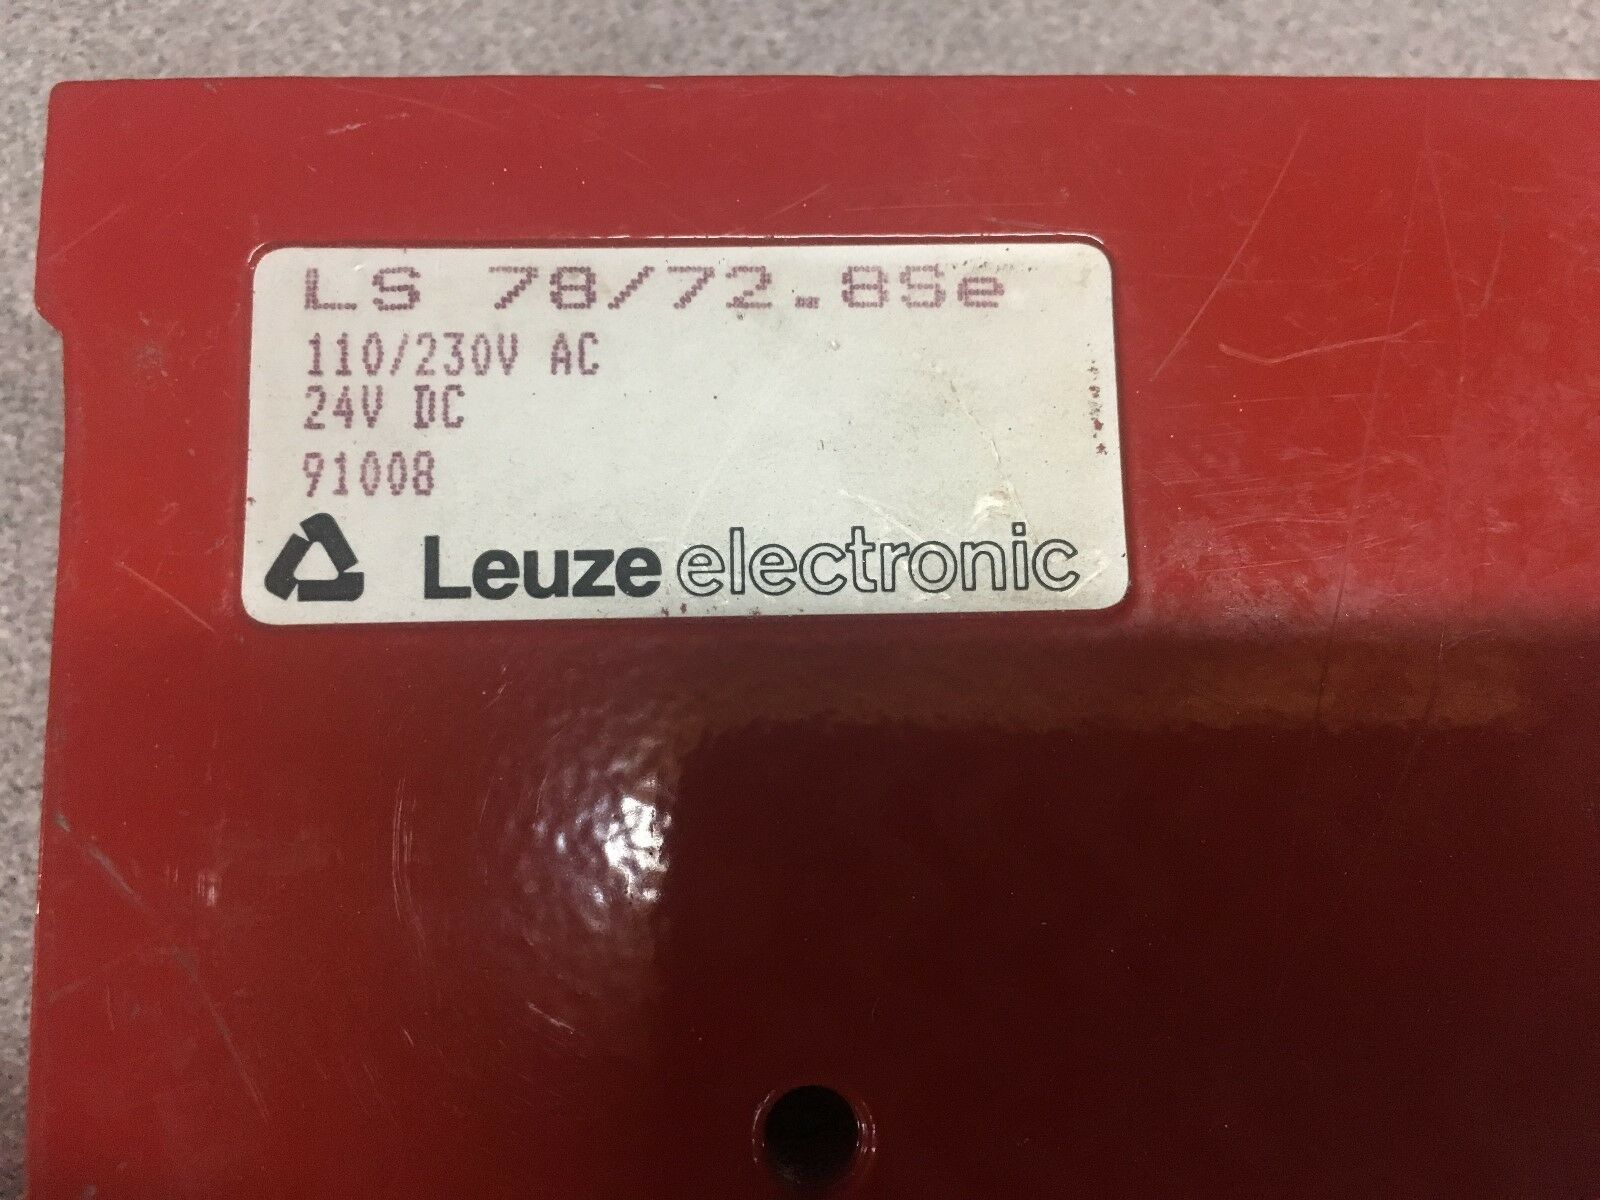 LS 78/72.8Se
110/230V AC
24V DC
91008
Leuze electronic